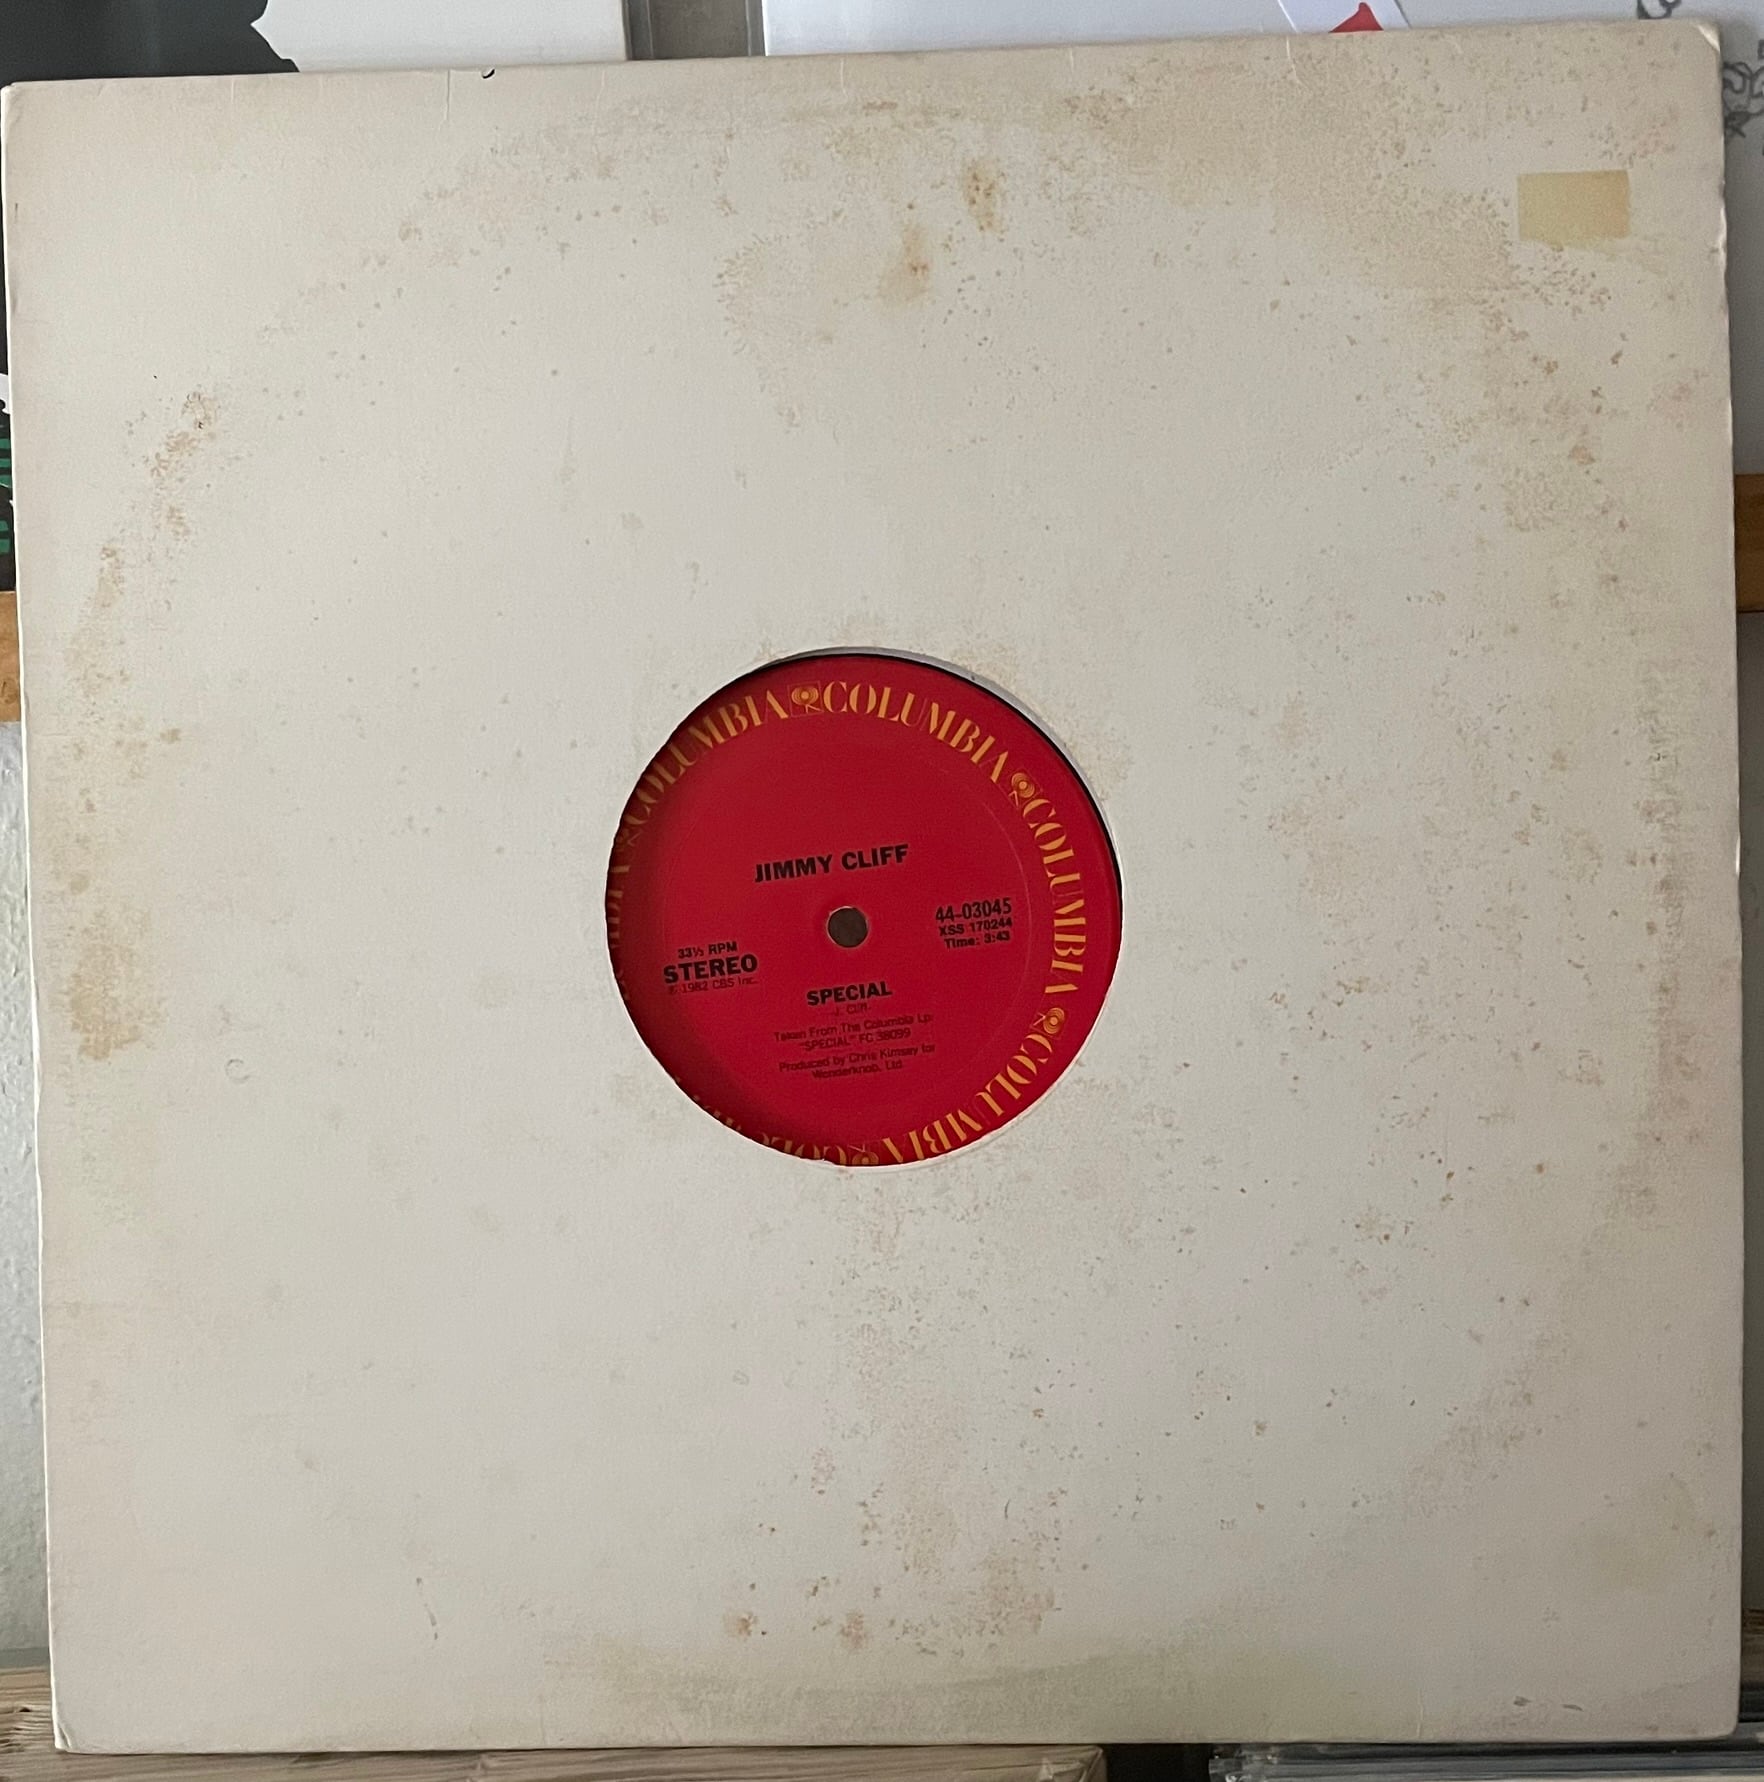 COLUMBIA COLUMBIA COLUMBIA COLUMBIA
JIMMY CLIFF
44-03045
XSS 170244
Time: 3:43
33⅓ RPM
STEREO
℗ 1982 CBS Inc.
SPECIAL
-J. Cliff-
Taken From The Columbia Lp:
"SPECIAL" FC 38099
Produced by Chris Kimsey for
Wonderknob, Ltd.